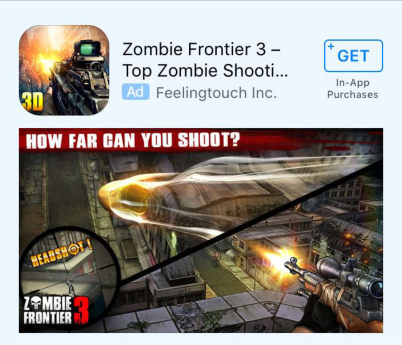 Zombie Frontier 3 –
Top Zombie Shooti...
Ad Feelingtouch Inc.
+ GET
In-App
Purchases
3D
HOW FAR CAN YOU SHOOT?
HEADSHOT!
ZOMBIE
FRONTIER 3